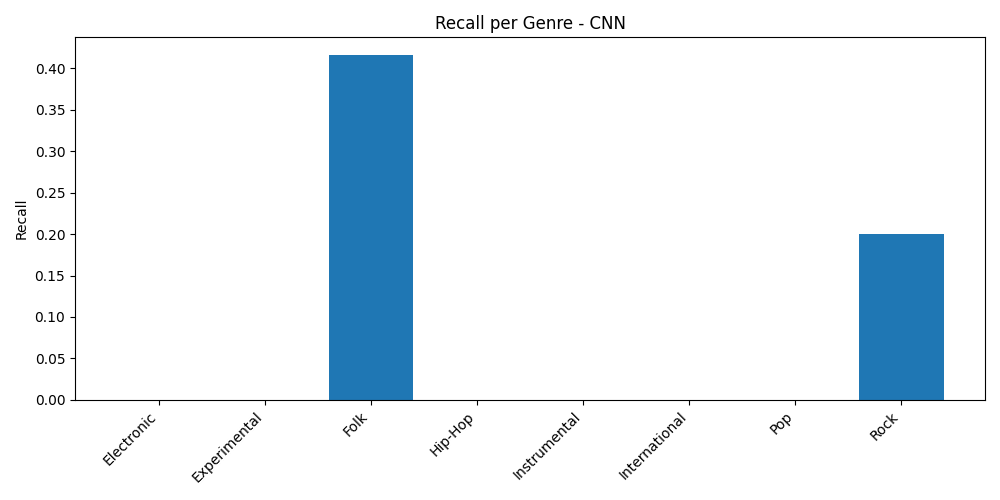 Recall per Genre - CNN
Recall
0.40
0.35
0.30
0.25
0.20
0.15
0.10
0.05
0.00
Electronic
Experimental
Folk
Hip-Hop
Instrumental
International
Pop
Rock